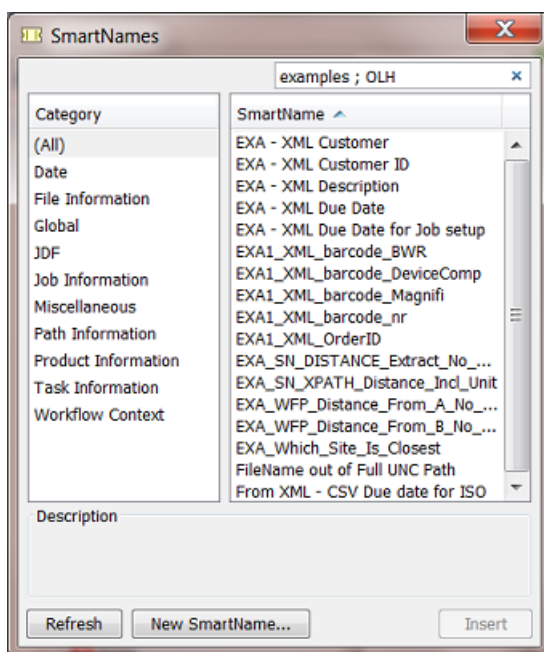 SmartNames
examples ; OLH
Category
(All)
Date
File Information
Global
JDF
Job Information
Miscellaneous
Path Information
Product Information
Task Information
Workflow Context
SmartName
EXA - XML Customer
EXA - XML Customer ID
EXA - XML Description
EXA - XML Due Date
EXA - XML Due Date for Job setup
EXA1_XML_barcode_BWR
EXA1_XML_barcode_DeviceComp
EXA1_XML_barcode_Magnifi
EXA1_XML_barcode_nr
EXA1_XML_OrderID
EXA_SN_DISTANCE_Extract_No_...
EXA_SN_XPATH_Distance_Incl_Unit
EXA_WFP_Distance_From_A_No_...
EXA_WFP_Distance_From_B_No_...
EXA_Which_Site_Is_Closest
FileName out of Full UNC Path
From XML - CSV Due date for ISO
Description
Refresh
New SmartName...
Insert